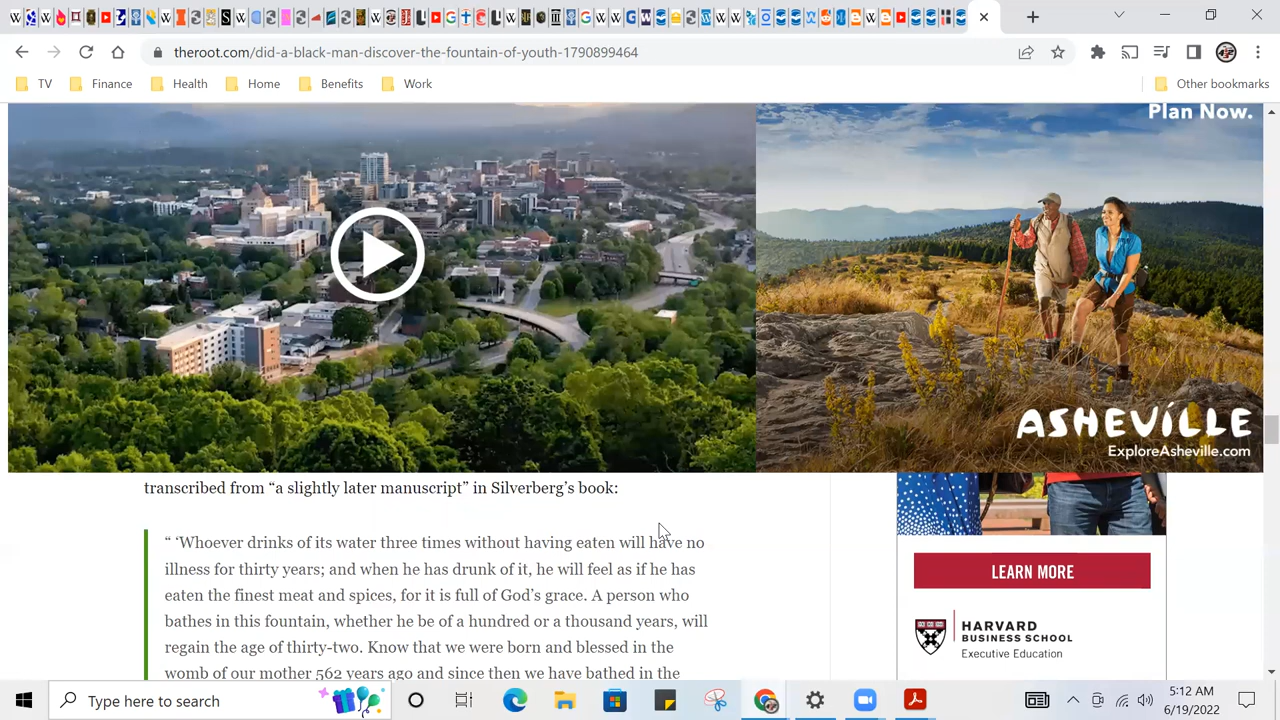 theroot.com/did-a-black-man-discover-the-fountain-of-youth-1790899464
TV
Finance
Health
Home
Benefits
Work
Other bookmarks
Plan Now.
ASHEVILLE
ExploreAsheville.com
transcribed from “a slightly later manuscript” in Silverberg’s book:
“ ‘Whoever drinks of its water three times without having eaten will have no
illness for thirty years; and when he has drunk of it, he will feel as if he has
eaten the finest meat and spices, for it is full of God’s grace. A person who
bathes in this fountain, whether he be of a hundred or a thousand years, will
regain the age of thirty-two. Know that we were born and blessed in the
womb of our mother 562 years ago and since then we have bathed in the
LEARN MORE
HARVARD
BUSINESS SCHOOL
Executive Education
Type here to search
5:12 AM
6/19/2022